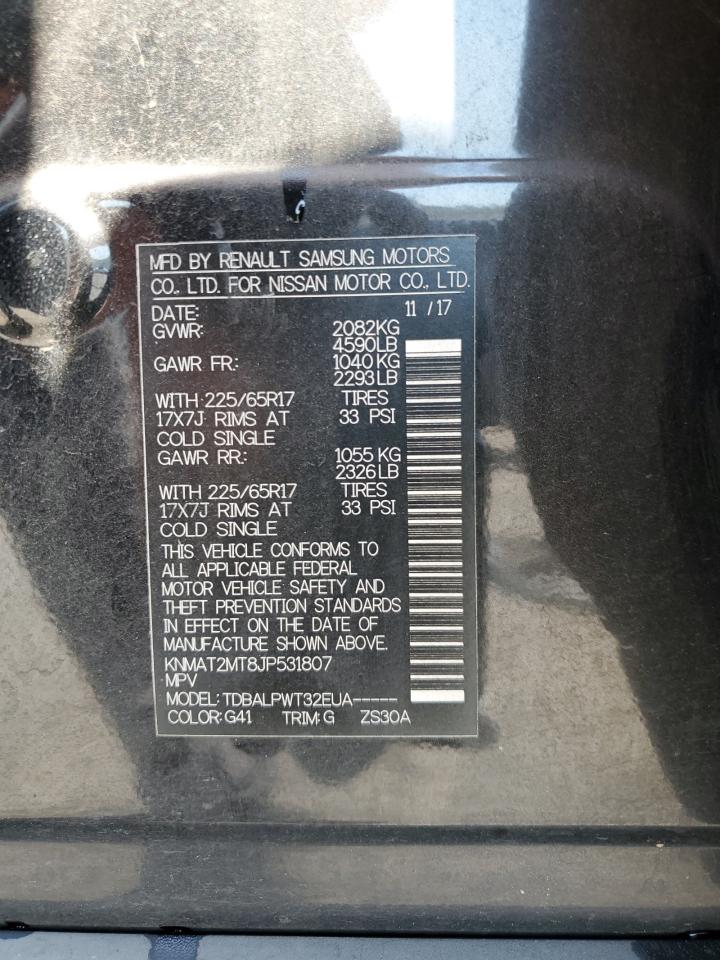 MFD BY RENAULT SAMSUNG MOTORS
CO. LTD. FOR NISSAN MOTOR CO., LTD.
DATE: 11 / 17
GVWR: 2082KG
4590LB
GAWR FR: 1040 KG
2293LB
WITH 225/65R17 TIRES
17X7J RIMS AT 33 PSI
COLD SINGLE
GAWR RR: 1055 KG
2326LB
WITH 225/65R17 TIRES
17X7J RIMS AT 33 PSI
COLD SINGLE
THIS VEHICLE CONFORMS TO
ALL APPLICABLE FEDERAL
MOTOR VEHICLE SAFETY AND
THEFT PREVENTION STANDARDS
IN EFFECT ON THE DATE OF
MANUFACTURE SHOWN ABOVE.
KNMAT2MT8JP531807
MPV
MODEL: TDBALPWT32EUA-----
COLOR: G41 TRIM: G ZS30A